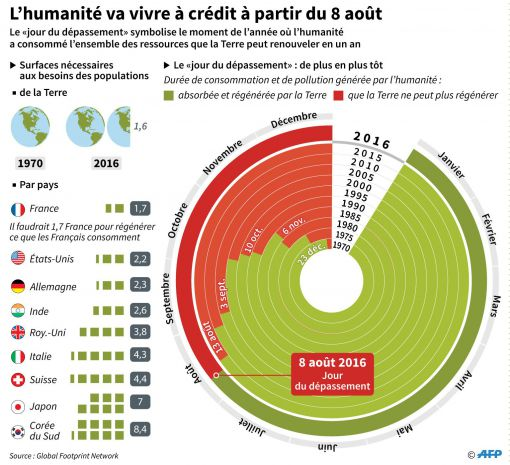 L'humanité va vivre à crédit à partir du 8 août
Le «jour du dépassement» symbolise le moment de l'année où l'humanité
a consommé l'ensemble des ressources que la Terre peut renouveler en un an
Surfaces nécessaires
aux besoins des populations
de la Terre
1,6
1970
2016
Par pays
France
1,7
Il faudrait 1,7 France pour régénérer
ce que les Français consomment
États-Unis
2,2
Allemagne
2,3
Inde
2,6
Roy.-Uni
3,8
Italie
4,3
Suisse
4,4
Japon
7
Corée
du Sud
8,4
Source : Global Footprint Network
Le «jour du dépassement» : de plus en plus tôt
Durée de consommation et de pollution générée par l'humanité :
absorbée et régénérée par la Terre
que la Terre ne peut plus régénérer
2016
2015
2010
2005
2000
1995
1990
1985
1980
1975
1970
Janvier
Février
Mars
Avril
Mai
Juin
Juillet
Août
Septembre
Octobre
Novembre
Décembre
23 déc.
6 nov.
10 oct.
3 sept.
13 août
8 août 2016
Jour
du dépassement
© AFP